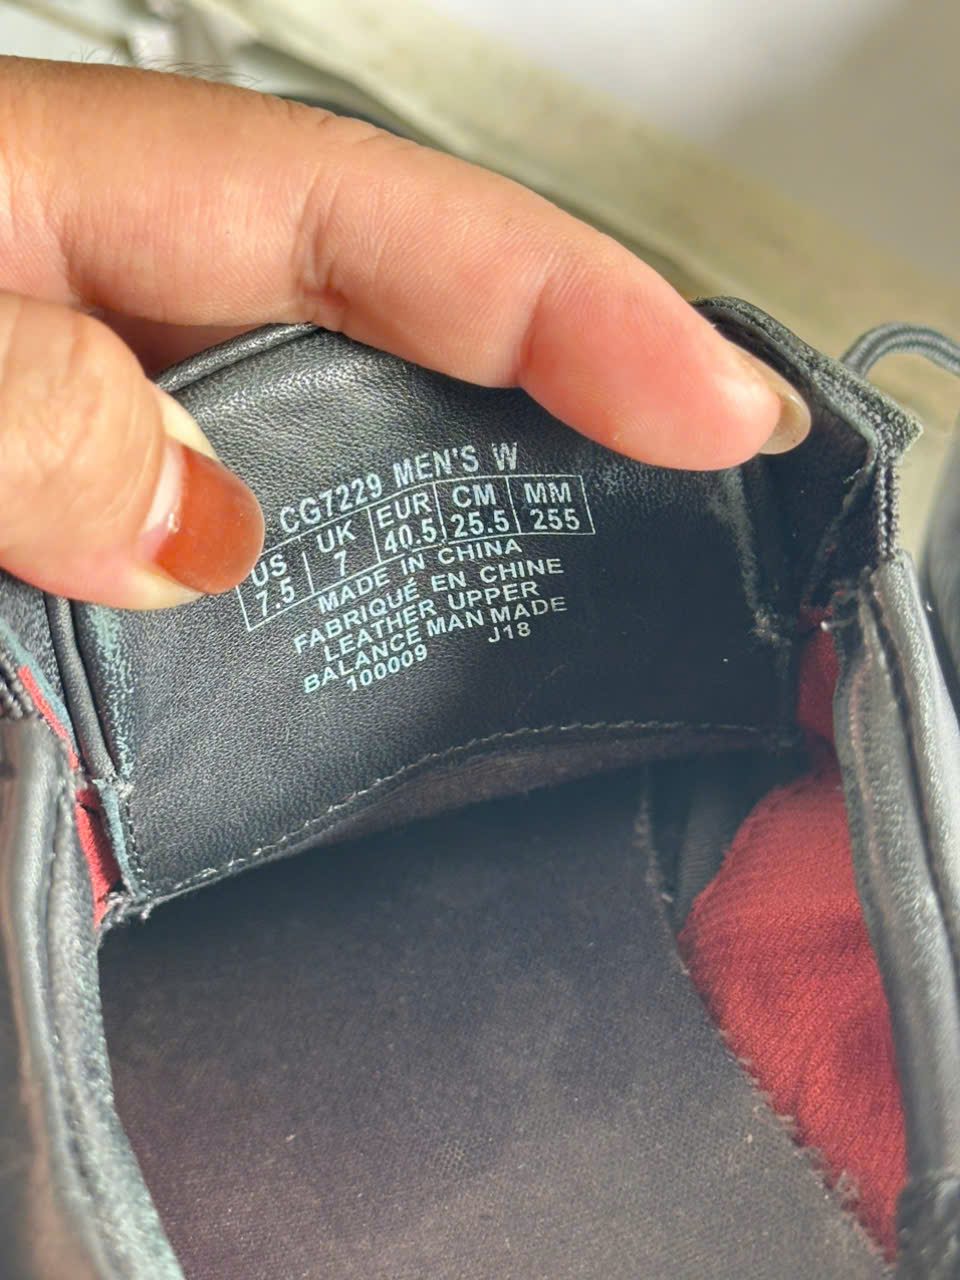 CG7229 MEN'S W
US UK EUR CM MM
7.5 7 40.5 25.5 255
MADE IN CHINA
FABRIQUÉ EN CHINE
LEATHER UPPER
BALANCE MAN MADE
100009 J18